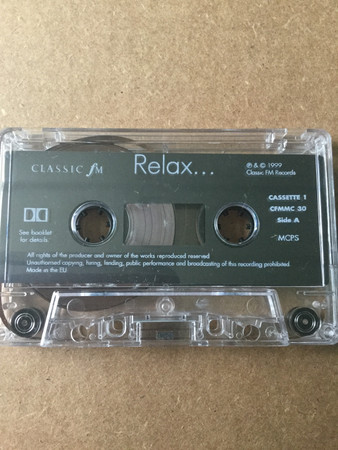 CLASSIC fM
Relax...
℗ & © 1999
Classic FM Records
CASSETTE 1
CFMMC 30
Side A
MCPS
See booklet
for details
All rights of the producer and owner of the works reproduced reserved
Unauthorised copying, hiring, lending, public performance and broadcasting of this recording prohibited.
Made in the EU